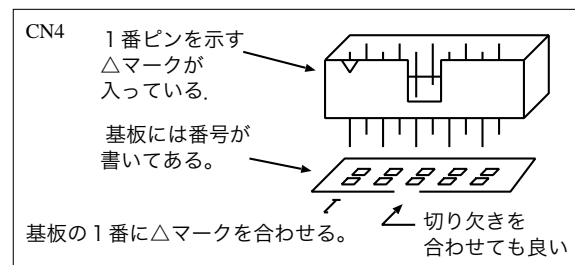 CN4
１番ピンを示す
△マークが
入っている.
基板には番号が
書いてある。
1
基板の１番に△マークを合わせる。
切り欠きを
合わせても良い